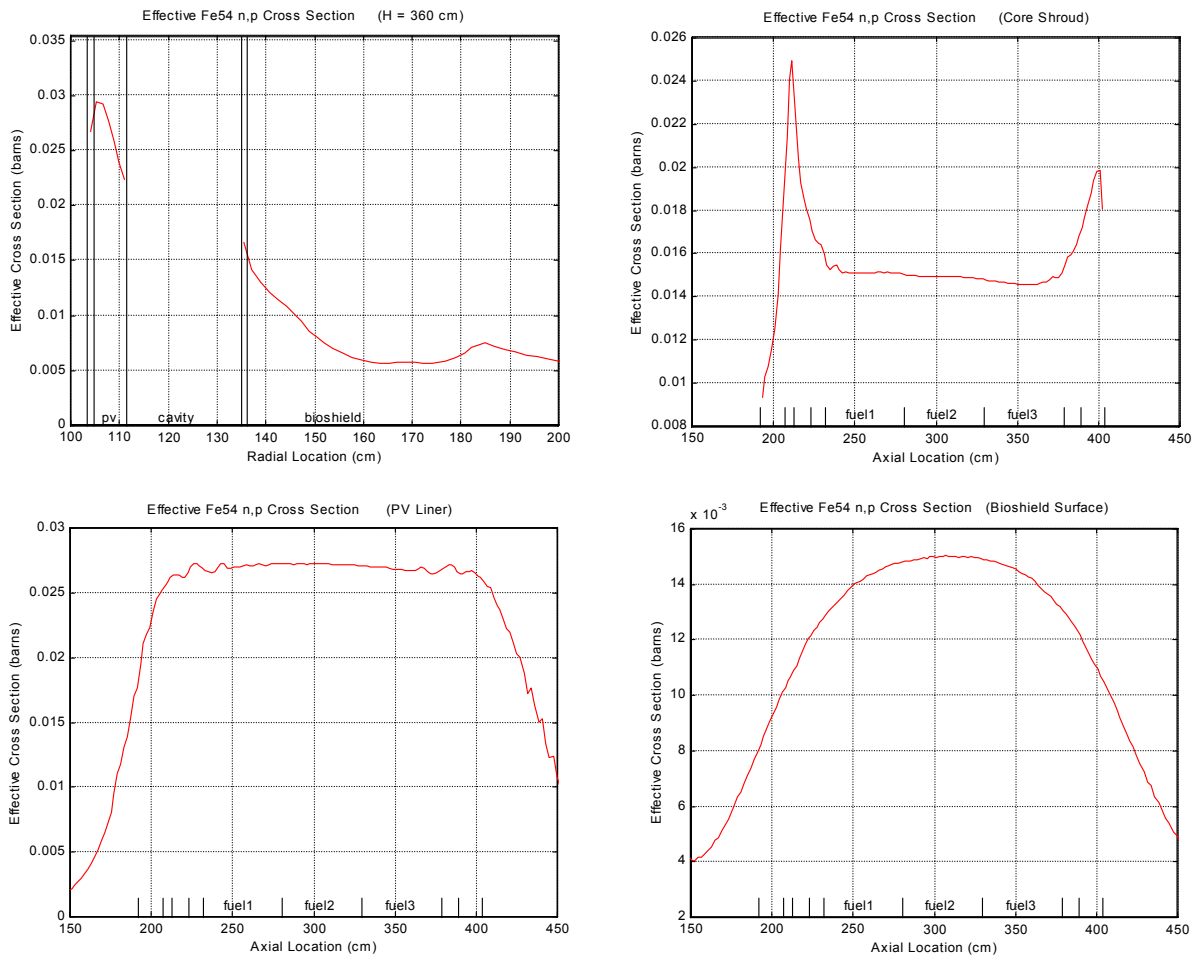 Effective Fe54 n,p Cross Section (H = 360 cm)
Effective Cross Section (barns)
0.035
0.03
0.025
0.02
0.015
0.01
0.005
0
pv cavity bioshield
100 110 120 130 140 150 160 170 180 190 200
Radial Location (cm)
Effective Fe54 n,p Cross Section (Core Shroud)
Effective Cross Section (barns)
0.026
0.024
0.022
0.02
0.018
0.016
0.014
0.012
0.01
0.008
fuel1 fuel2 fuel3
150 200 250 300 350 400 450
Axial Location (cm)
Effective Fe54 n,p Cross Section (PV Liner)
Effective Cross Section (barns)
0.03
0.025
0.02
0.015
0.01
0.005
0
fuel1 fuel2 fuel3
150 200 250 300 350 400 450
Axial Location (cm)
Effective Fe54 n,p Cross Section (Bioshield Surface)
x 10⁻³
Effective Cross Section (barns)
16
14
12
10
8
6
4
2
fuel1 fuel2 fuel3
150 200 250 300 350 400 450
Axial Location (cm)